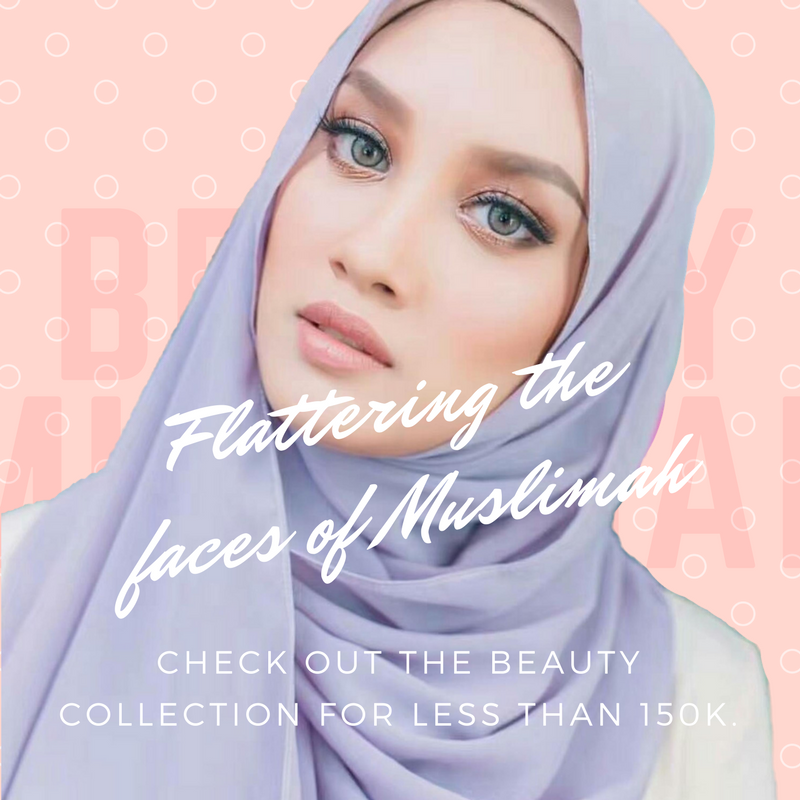 Flattering the
faces of Muslimah
CHECK OUT THE BEAUTY
COLLECTION FOR LESS THAN 150K.